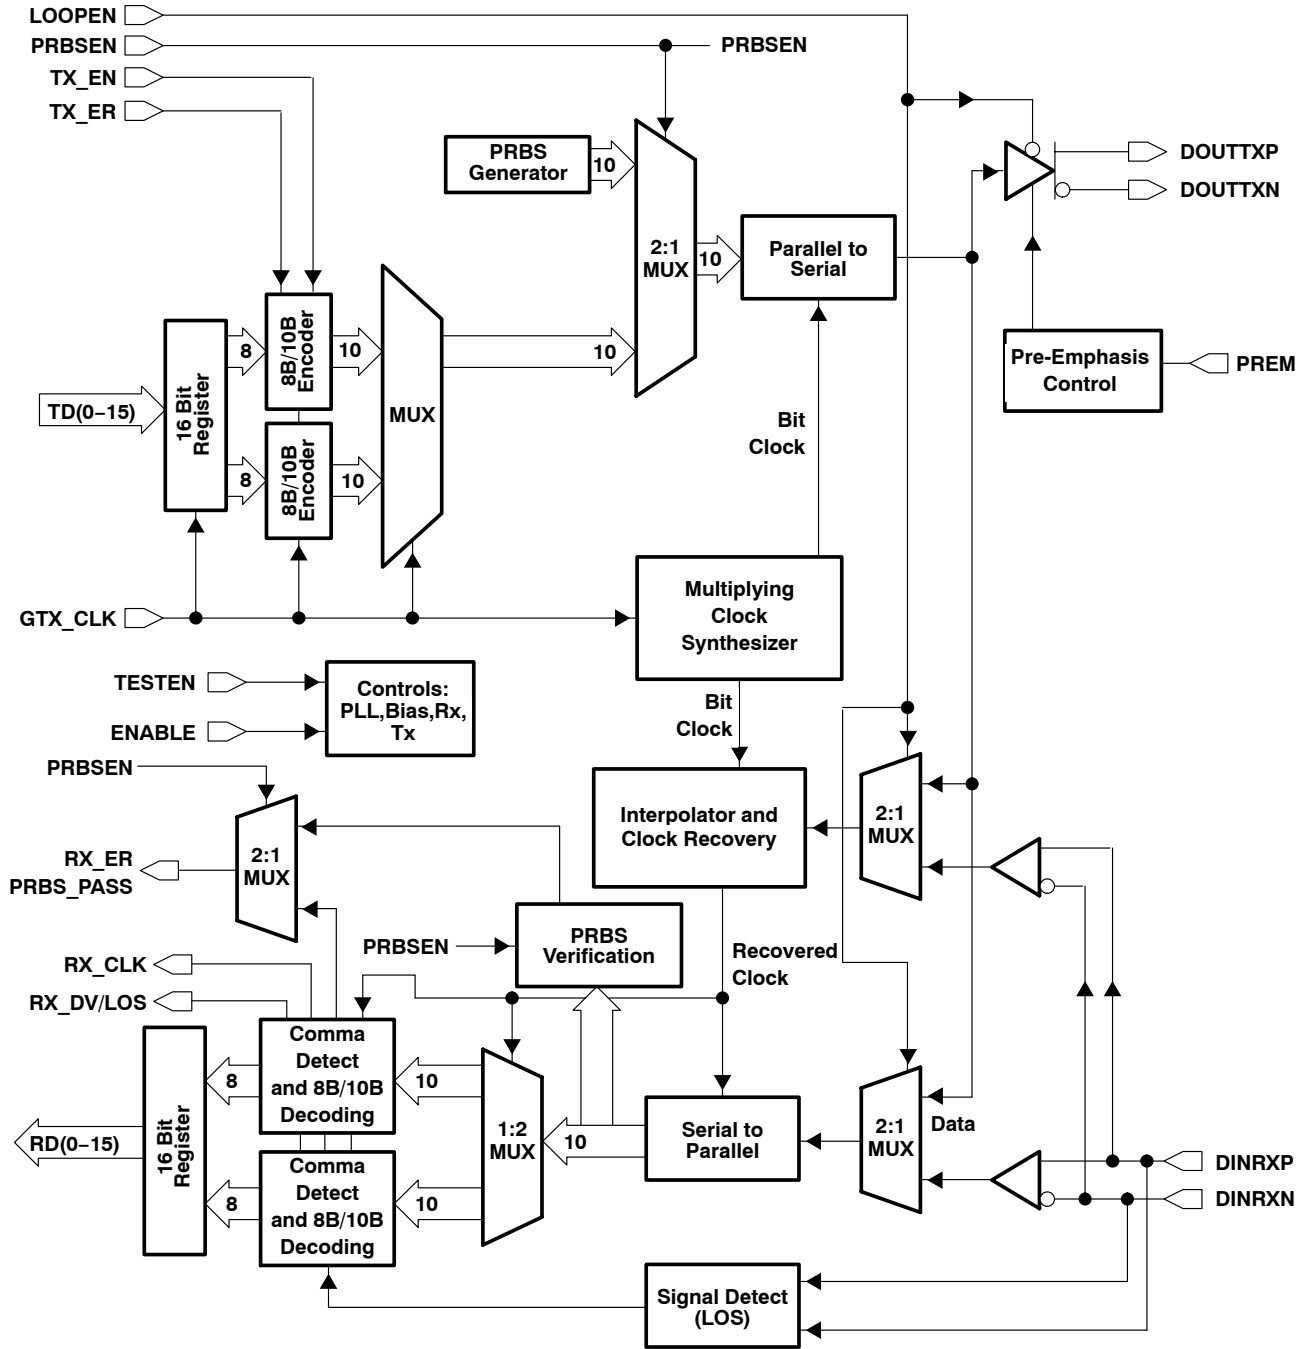 LOOPEN
PRBSEN
PRBSEN
TX_EN
TX_ER
PRBS
Generator
10
2:1
MUX
10
Parallel to
Serial
DOUTTXP
DOUTTXN
8
8B/10B
Encoder
10
10
Pre-Emphasis
Control
PREM
TD(0–15)
16 Bit
Register
MUX
Bit
Clock
8
8B/10B
Encoder
10
GTX_CLK
Multiplying
Clock
Synthesizer
TESTEN
ENABLE
Controls:
PLL,Bias,Rx,
Tx
Bit
Clock
PRBSEN
2:1
MUX
RX_ER
PRBS_PASS
Interpolator and
Clock Recovery
2:1
MUX
PRBSEN
PRBS
Verification
Recovered
Clock
RX_CLK
RX_DV/LOS
Comma
Detect
and 8B/10B
Decoding
8
10
RD(0–15)
16 Bit
Register
1:2
MUX
10
Serial to
Parallel
2:1
MUX
Data
DINRXP
DINRXN
8
Comma
Detect
and 8B/10B
Decoding
10
Signal Detect
(LOS)